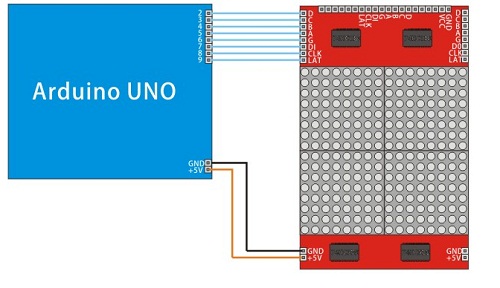 Arduino UNO
2
3
4
5
6
7
8
9
GND
+5V
D
C
B
A
G
DI
CLK
LAT
LAT
CLK
DI
G
A
B
C
D
VCC
GND
D
C
B
A
G
D0
CLK
LAT
GND
+5V
GND
+5V